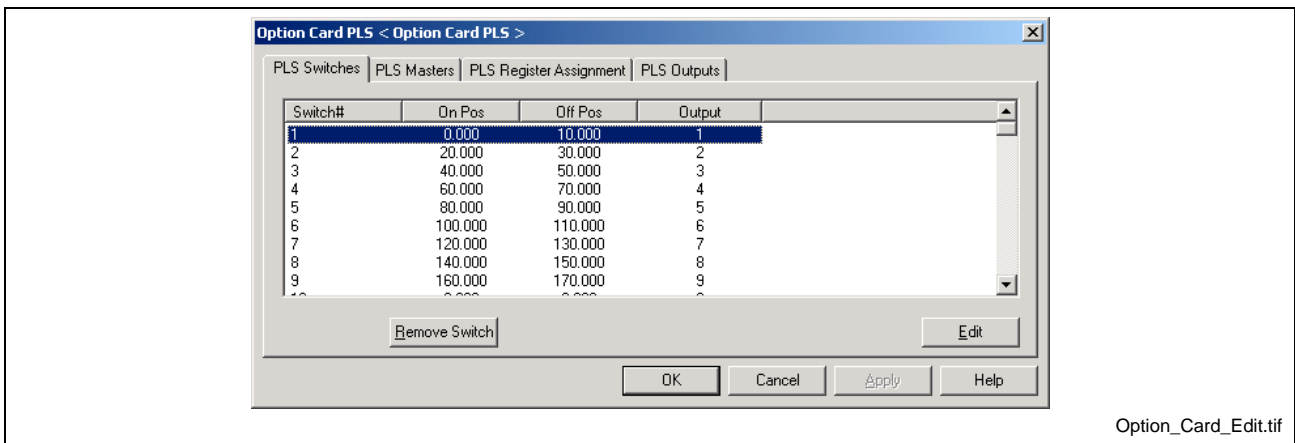 Option Card PLS < Option Card PLS >
PLS Switches PLS Masters PLS Register Assignment PLS Outputs
Switch# On Pos Off Pos Output
1 0.000 10.000 1
2 20.000 30.000 2
3 40.000 50.000 3
4 60.000 70.000 4
5 80.000 90.000 5
6 100.000 110.000 6
7 120.000 130.000 7
8 140.000 150.000 8
9 160.000 170.000 9
Remove Switch Edit
OK Cancel Apply Help
Option_Card_Edit.tif